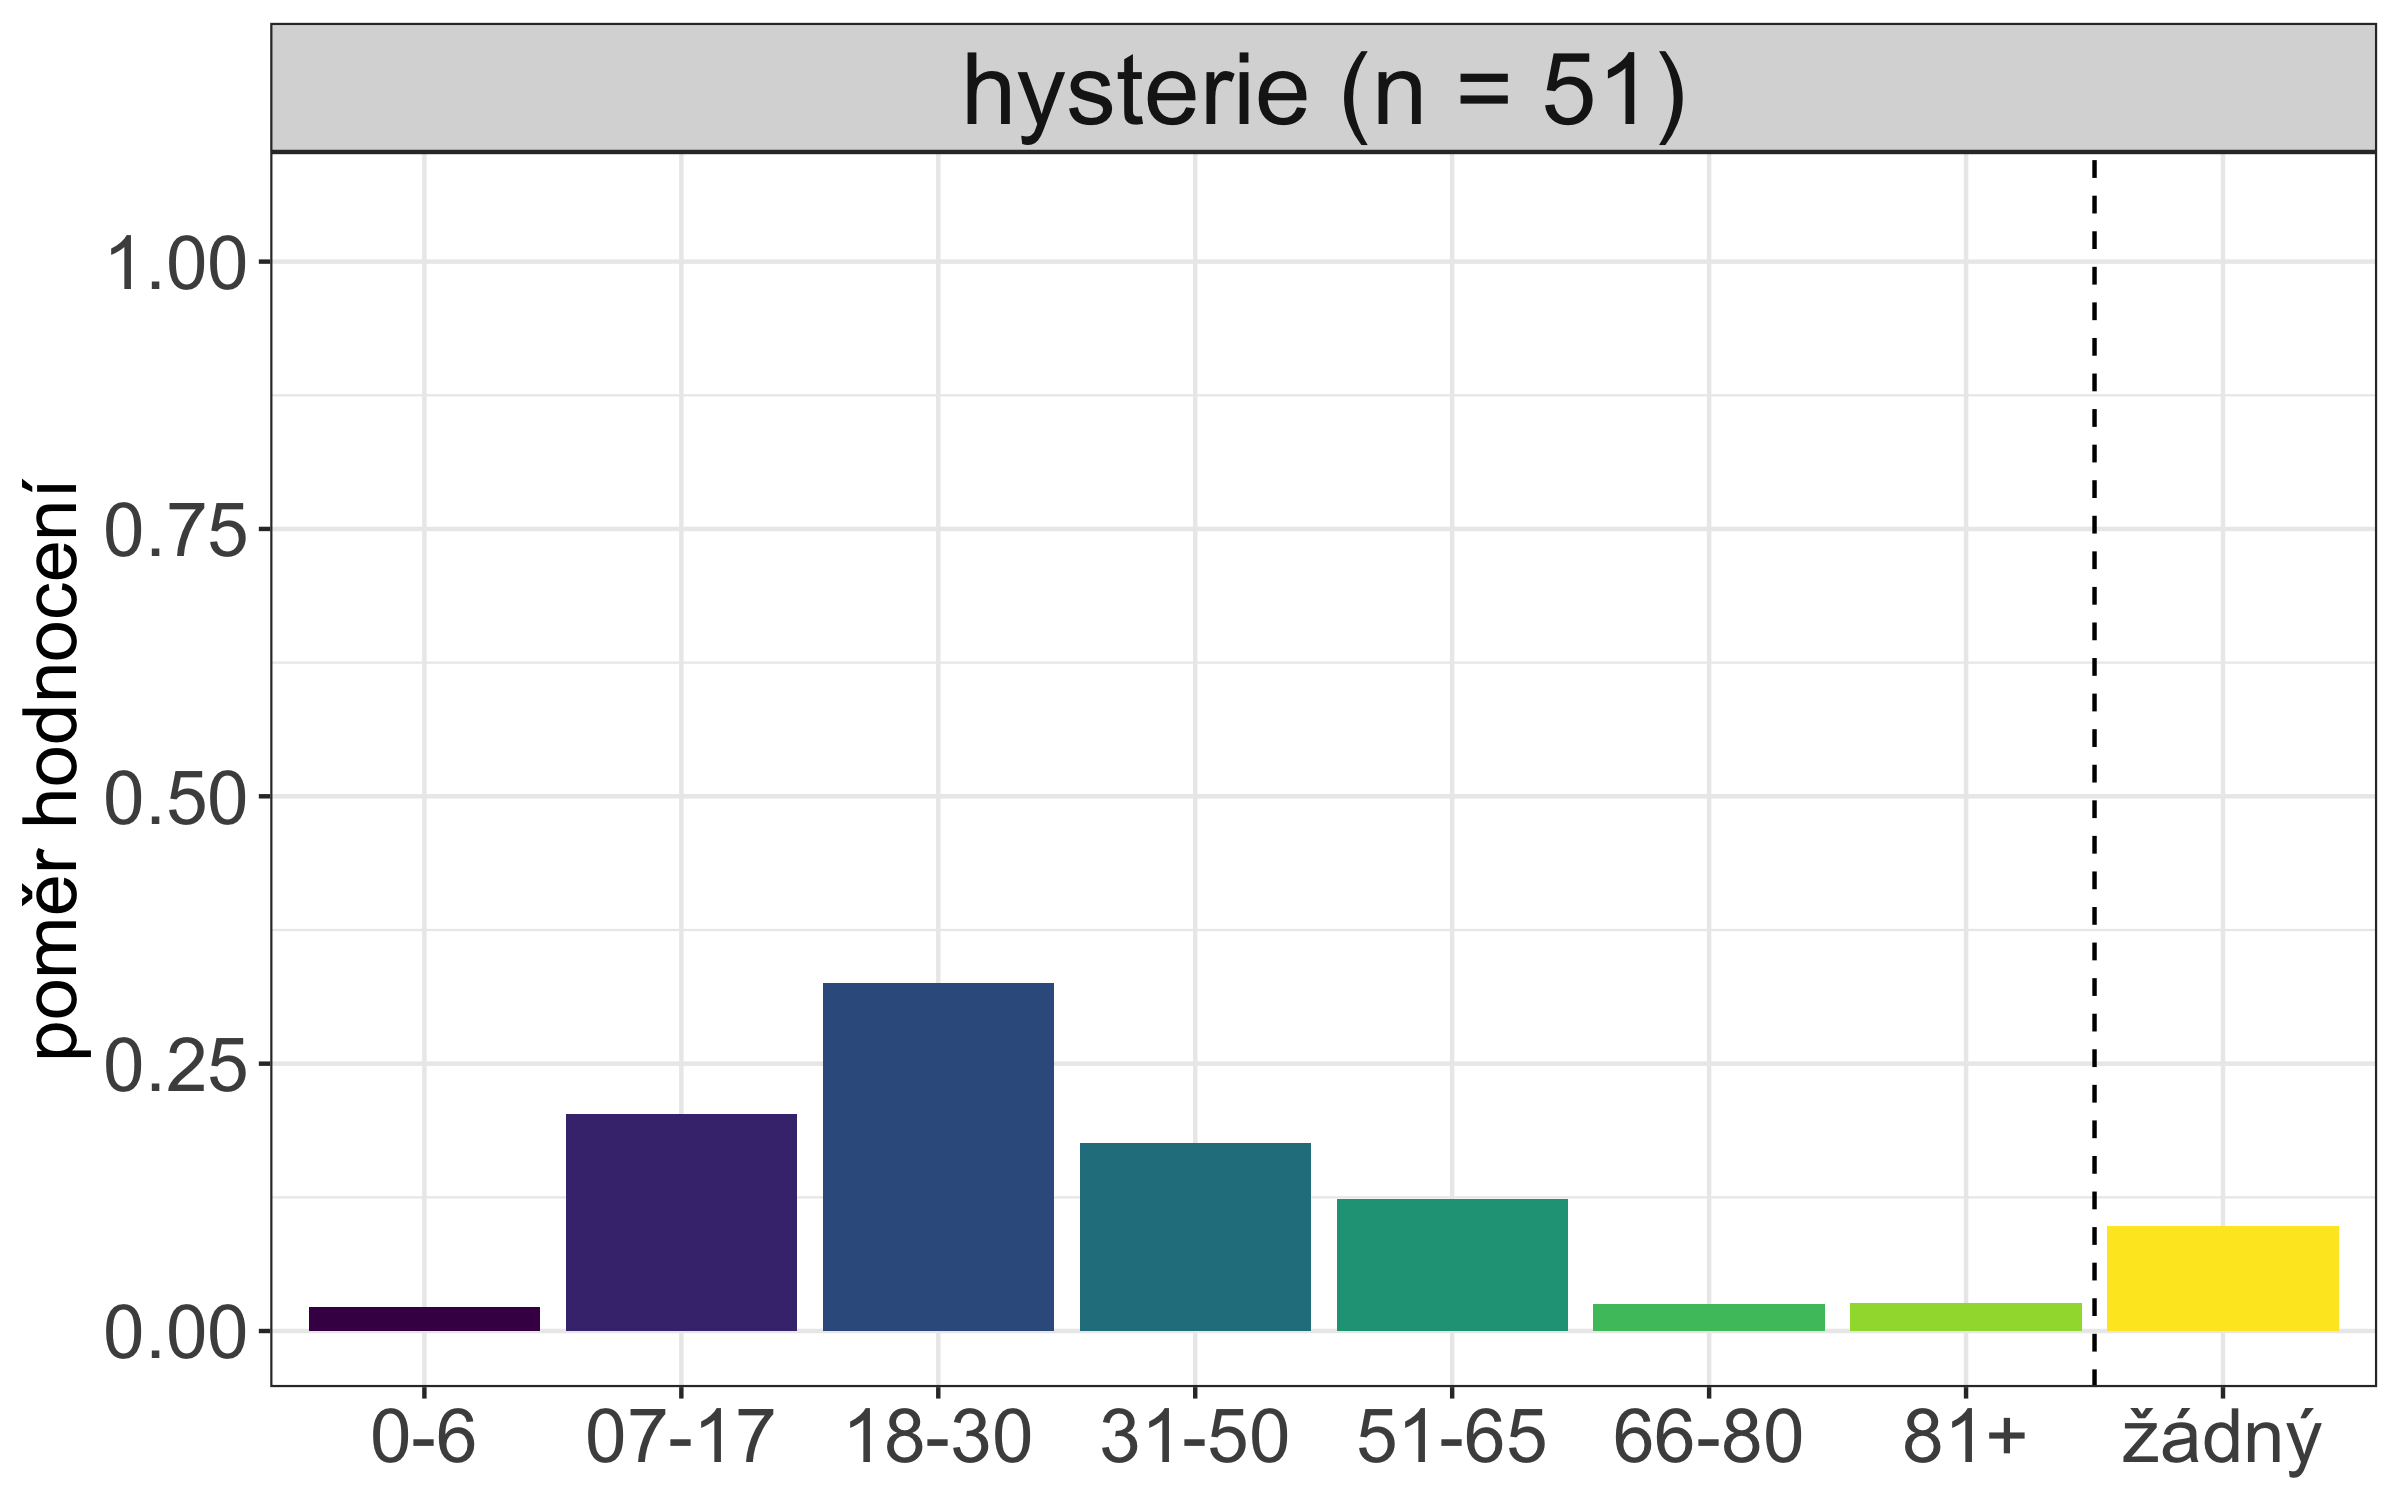 hysterie (n = 51)
poměr hodnocení
1.00
0.75
0.50
0.25
0.00
0-6 07-17 18-30 31-50 51-65 66-80 81+ žádný